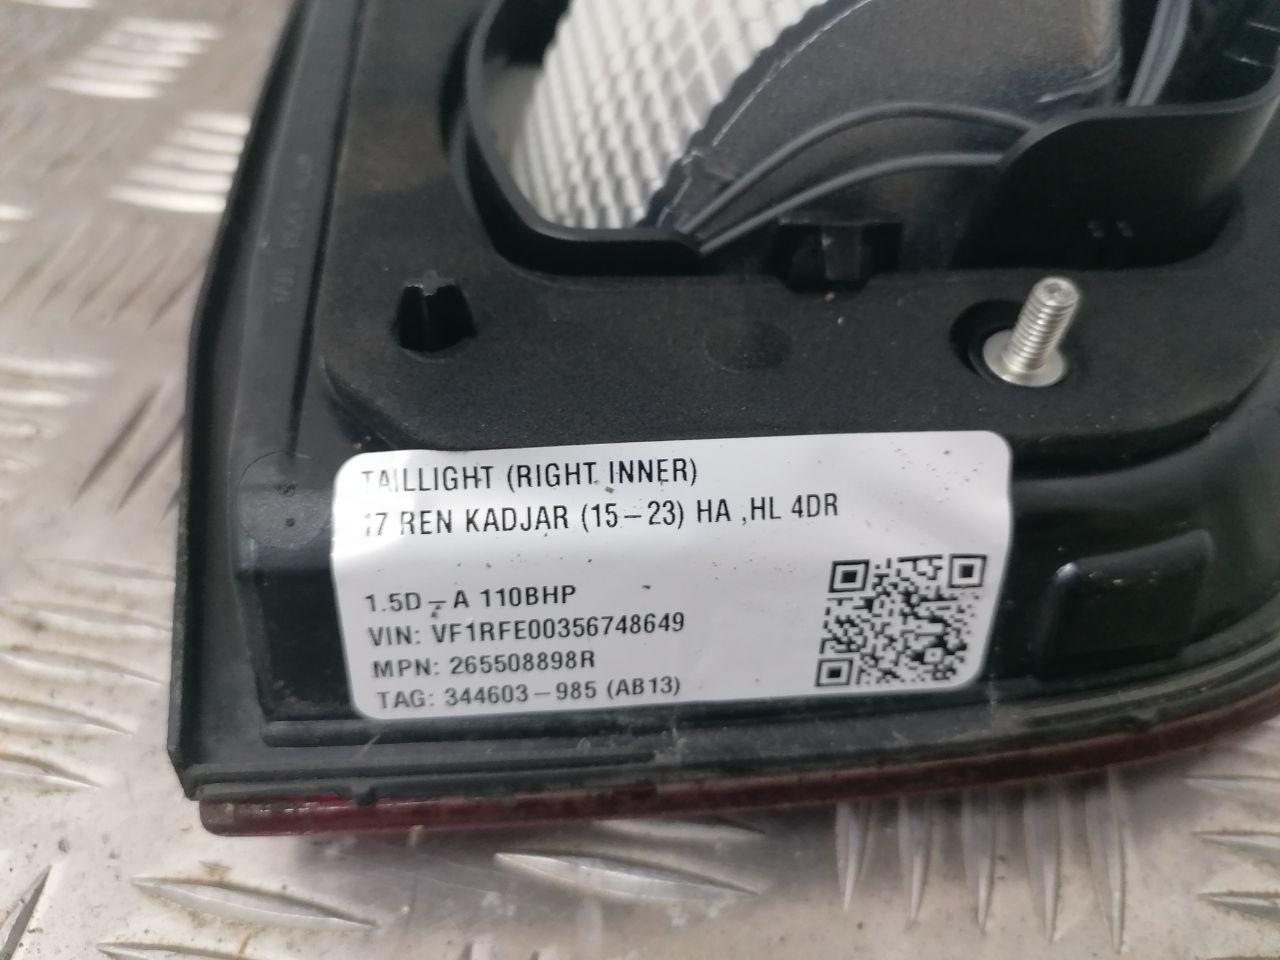 TAILLIGHT (RIGHT INNER)
17 REN KADJAR (15-23) HA ,HL 4DR
1.5D - A 110BHP
VIN: VF1RFE00356748649
MPN: 265508898R
TAG: 344603-985 (AB13)